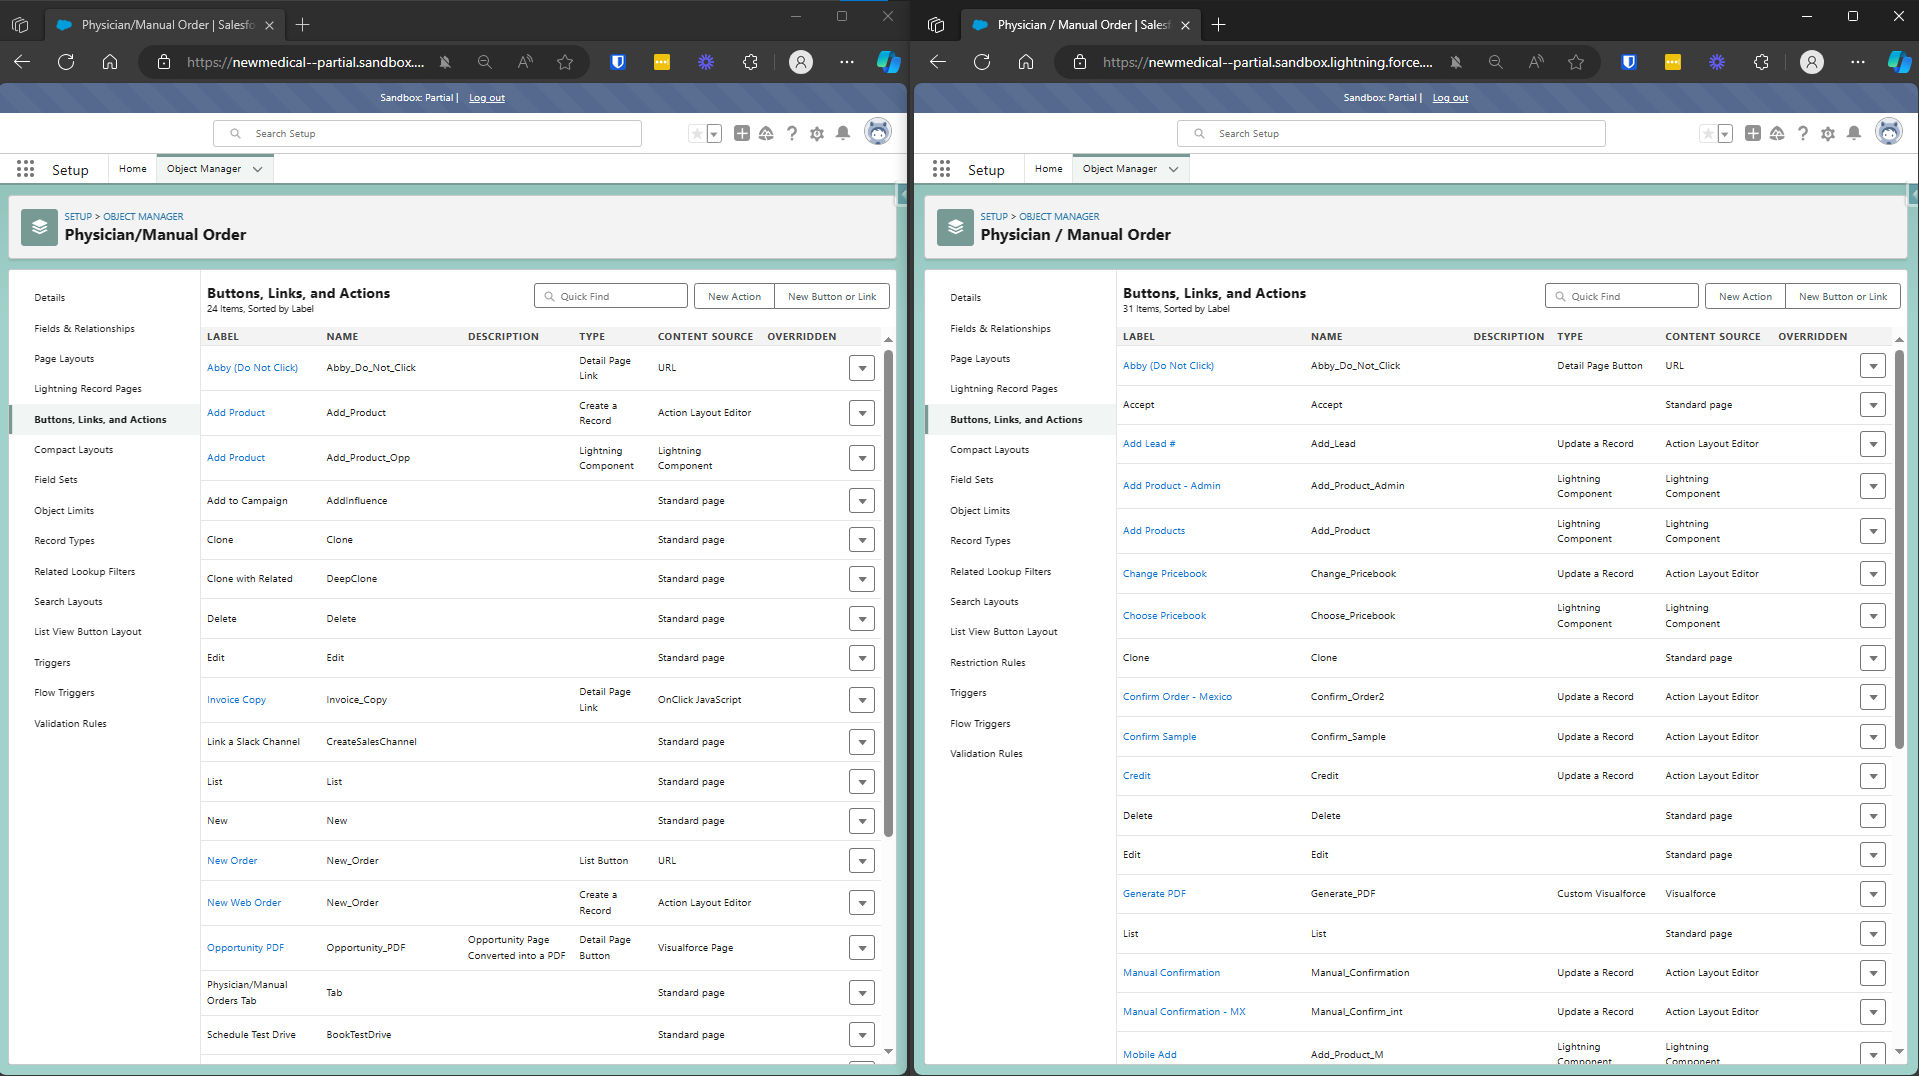 Physician/Manual Order | Salesfo
https://newmedical--partial.sandbox....
Sandbox: Partial | Log out
Search Setup
Setup
Home
Object Manager
SETUP > OBJECT MANAGER
Physician/Manual Order
Details
Fields & Relationships
Page Layouts
Lightning Record Pages
Buttons, Links, and Actions
Compact Layouts
Field Sets
Object Limits
Record Types
Related Lookup Filters
Search Layouts
List View Button Layout
Triggers
Flow Triggers
Validation Rules
Buttons, Links, and Actions
24 Items, Sorted by Label
Quick Find
New Action
New Button or Link
LABEL NAME DESCRIPTION TYPE CONTENT SOURCE OVERRIDDEN
Abby (Do Not Click) Abby_Do_Not_Click Detail Page Link URL
Add Product Add_Product Create a Record Action Layout Editor
Add Product Add_Product_Opp Lightning Component Lightning Component
Add to Campaign AddInfluence Standard page
Clone Clone Standard page
Clone with Related DeepClone Standard page
Delete Delete Standard page
Edit Edit Standard page
Invoice Copy Invoice_Copy Detail Page Link OnClick JavaScript
Link a Slack Channel CreateSalesChannel Standard page
List List Standard page
New New Standard page
New Order New_Order List Button URL
New Web Order New_Order Create a Record Action Layout Editor
Opportunity PDF Opportunity_PDF Opportunity Page Converted into a PDF Detail Page Button Visualforce Page
Physician/Manual Orders Tab Tab Standard page
Schedule Test Drive BookTestDrive Standard page
Physician / Manual Order | Salesf
https://newmedical--partial.sandbox.lightning.force....
Sandbox: Partial | Log out
Search Setup
Setup
Home
Object Manager
SETUP > OBJECT MANAGER
Physician / Manual Order
Details
Fields & Relationships
Page Layouts
Lightning Record Pages
Buttons, Links, and Actions
Compact Layouts
Field Sets
Object Limits
Record Types
Related Lookup Filters
Search Layouts
List View Button Layout
Restriction Rules
Triggers
Flow Triggers
Validation Rules
Buttons, Links, and Actions
31 Items, Sorted by Label
Quick Find
New Action
New Button or Link
LABEL NAME DESCRIPTION TYPE CONTENT SOURCE OVERRIDDEN
Abby (Do Not Click) Abby_Do_Not_Click Detail Page Button URL
Accept Accept Standard page
Add Lead # Add_Lead Update a Record Action Layout Editor
Add Product - Admin Add_Product_Admin Lightning Component Lightning Component
Add Products Add_Product Lightning Component Lightning Component
Change Pricebook Change_Pricebook Update a Record Action Layout Editor
Choose Pricebook Choose_Pricebook Lightning Component Lightning Component
Clone Clone Standard page
Confirm Order - Mexico Confirm_Order2 Update a Record Action Layout Editor
Confirm Sample Confirm_Sample Update a Record Action Layout Editor
Credit Credit Update a Record Action Layout Editor
Delete Delete Standard page
Edit Edit Standard page
Generate PDF Generate_PDF Custom Visualforce Visualforce
List List Standard page
Manual Confirmation Manual_Confirmation Update a Record Action Layout Editor
Manual Confirmation - MX Manual_Confirm_int Update a Record Action Layout Editor
Mobile Add Add_Product_M Lightning Component Lightning Component